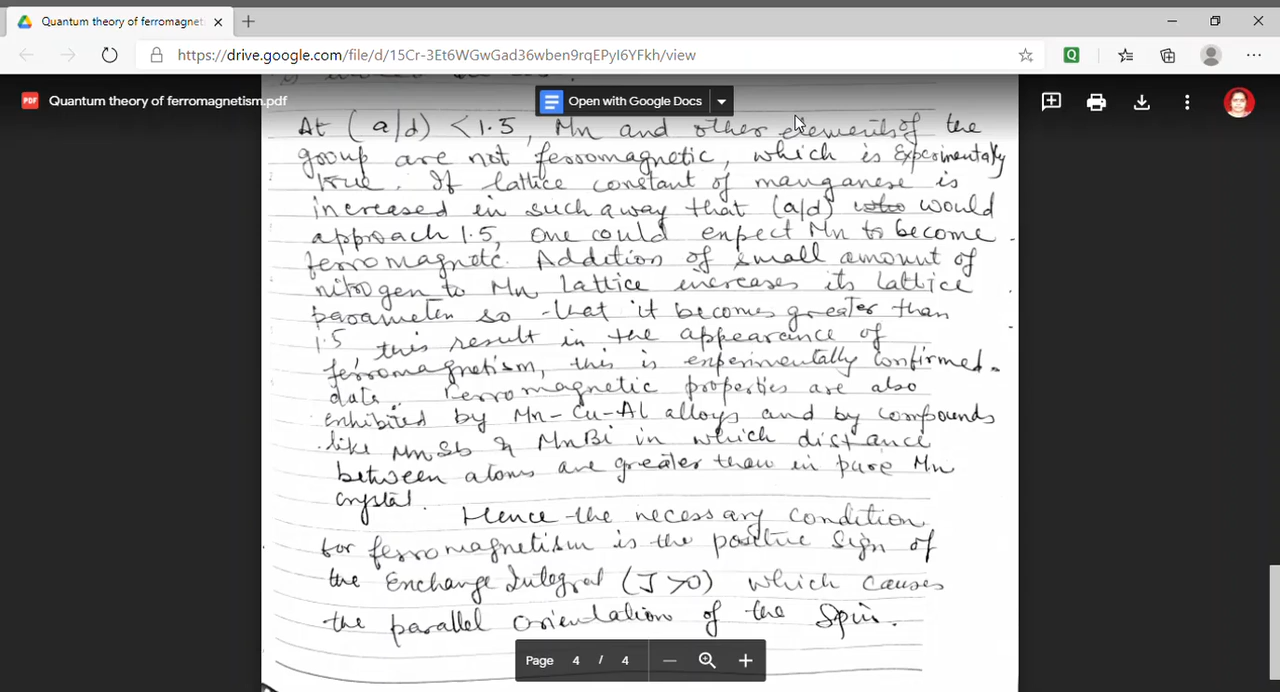 Quantum theory of ferromagnet
https://drive.google.com/file/d/15Cr-3Et6WGwGad36wben9rqEPyI6YFkh/view
PDF Quantum theory of ferromagnetism.pdf
Open with Google Docs
At (a/d) < 1.5, Mn and other elements of the
group are not ferromagnetic, which is experimentally
true. If lattice constant of manganese is
increased in such a way that (a/d) would
approach 1.5, one could expect Mn to become
ferromagnetc. Addition of small amount of
nitrogen to Mn lattice increases its lattice
parameter so that it becomes greater than
1.5, this result in the appearance of
ferromagnetism, this is experimentally confirmed
data. Ferromagnetic properties are also
exhibited by Mn-Cu-Al alloys and by compounds
like MnSb & MnBi in which distance
between atoms are greater than in pure Mn
crystal.
Hence the necessary condition
for ferromagnetism is the positive sign of
the Exchange Integral (J >0) which causes
the parallel orientation of the Spin.
Page 4 / 4